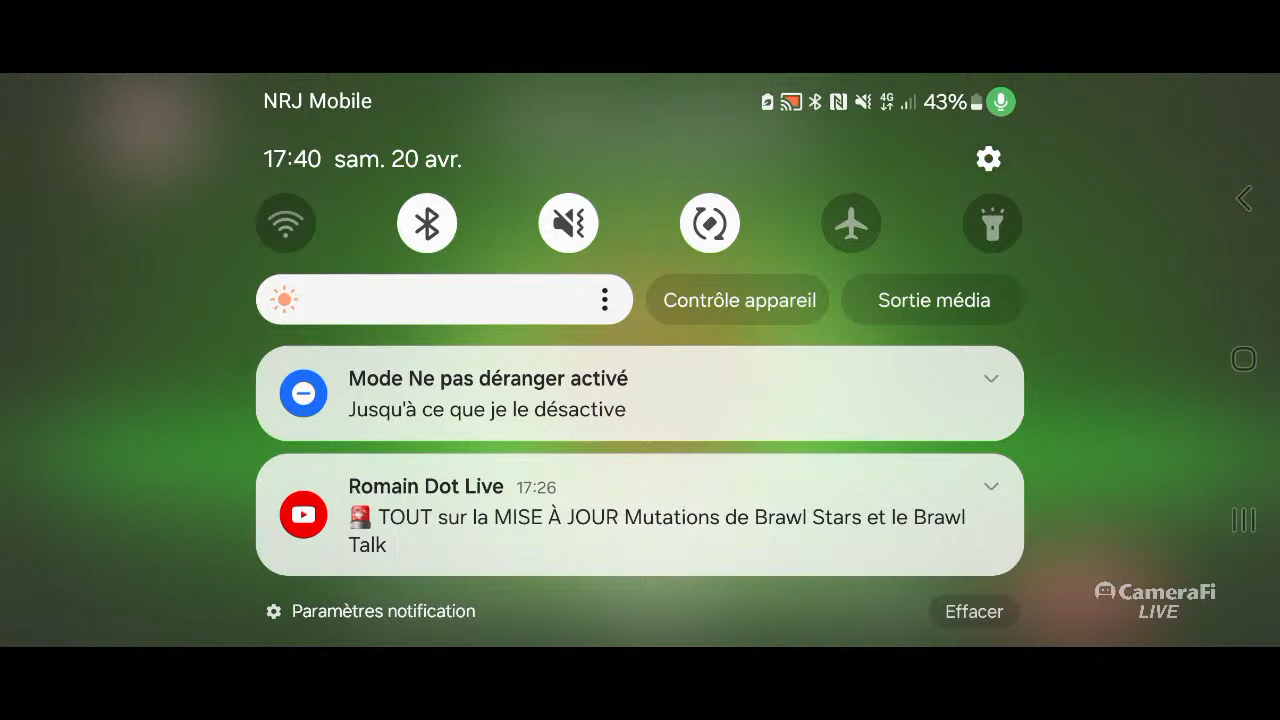 NRJ Mobile
4G 43%
17:40 sam. 20 avr.
Contrôle appareil
Sortie média
Mode Ne pas déranger activé
Jusqu'à ce que je le désactive
Romain Dot Live 17:26
🚨 TOUT sur la MISE À JOUR Mutations de Brawl Stars et le Brawl
Talk
Paramètres notification
Effacer
CameraFi
LIVE